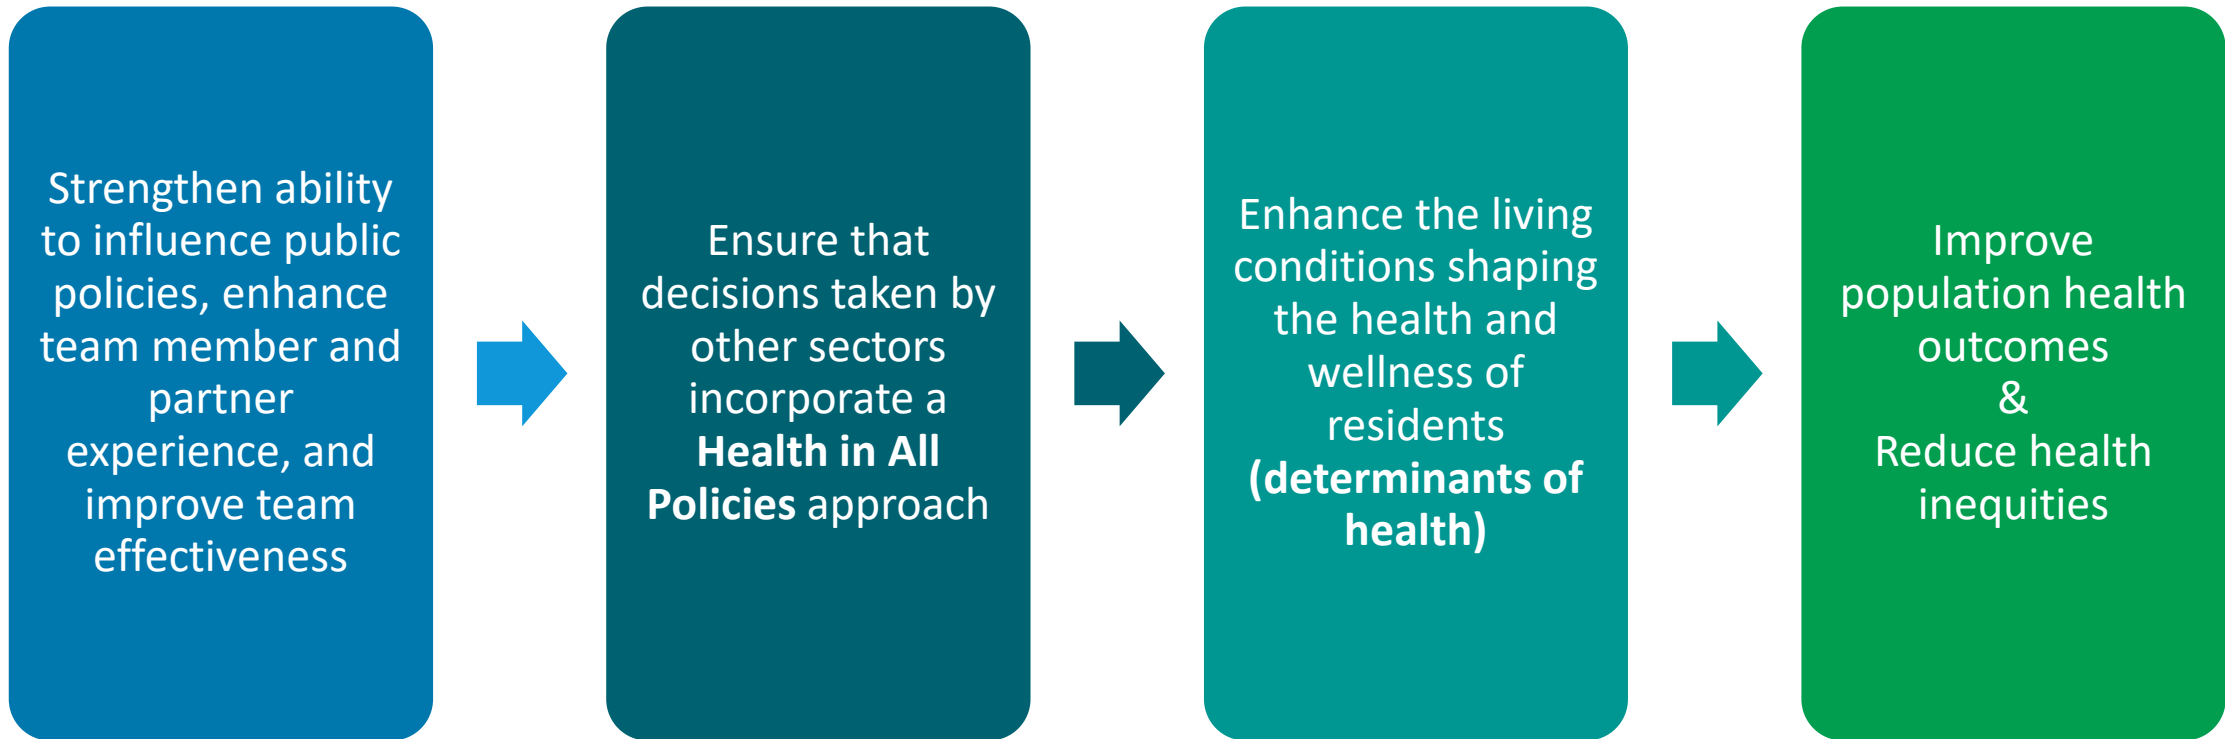 Strengthen ability
to influence public
policies, enhance
team member and
partner
experience, and
improve team
effectiveness
Ensure that
decisions taken by
other sectors
incorporate a
Health in All
Policies approach
Enhance the living
conditions shaping
the health and
wellness of
residents
(determinants of
health)
Improve
population health
outcomes
&
Reduce health
inequities